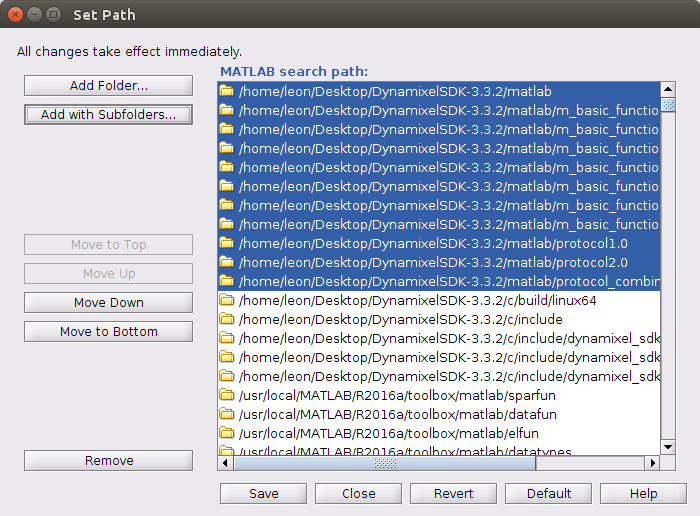 Set Path
All changes take effect immediately.
Add Folder...
Add with Subfolders...
Move to Top
Move Up
Move Down
Move to Bottom
Remove
MATLAB search path:
/home/leon/Desktop/DynamixelSDK-3.3.2/matlab
/home/leon/Desktop/DynamixelSDK-3.3.2/matlab/m_basic_functio
/home/leon/Desktop/DynamixelSDK-3.3.2/matlab/m_basic_functio
/home/leon/Desktop/DynamixelSDK-3.3.2/matlab/m_basic_functio
/home/leon/Desktop/DynamixelSDK-3.3.2/matlab/m_basic_functio
/home/leon/Desktop/DynamixelSDK-3.3.2/matlab/m_basic_functio
/home/leon/Desktop/DynamixelSDK-3.3.2/matlab/m_basic_functio
/home/leon/Desktop/DynamixelSDK-3.3.2/matlab/m_basic_functio
/home/leon/Desktop/DynamixelSDK-3.3.2/matlab/protocol1.0
/home/leon/Desktop/DynamixelSDK-3.3.2/matlab/protocol2.0
/home/leon/Desktop/DynamixelSDK-3.3.2/matlab/protocol_combin
/home/leon/Desktop/DynamixelSDK-3.3.2/c/build/linux64
/home/leon/Desktop/DynamixelSDK-3.3.2/c/include
/home/leon/Desktop/DynamixelSDK-3.3.2/c/include/dynamixel_sdk
/home/leon/Desktop/DynamixelSDK-3.3.2/c/include/dynamixel_sdk
/home/leon/Desktop/DynamixelSDK-3.3.2/c/include/dynamixel_sdk
/usr/local/MATLAB/R2016a/toolbox/matlab/sparfun
/usr/local/MATLAB/R2016a/toolbox/matlab/datafun
/usr/local/MATLAB/R2016a/toolbox/matlab/elfun
/usr/local/MATLAB/R2016a/toolbox/matlab/datatypes
Save
Close
Revert
Default
Help